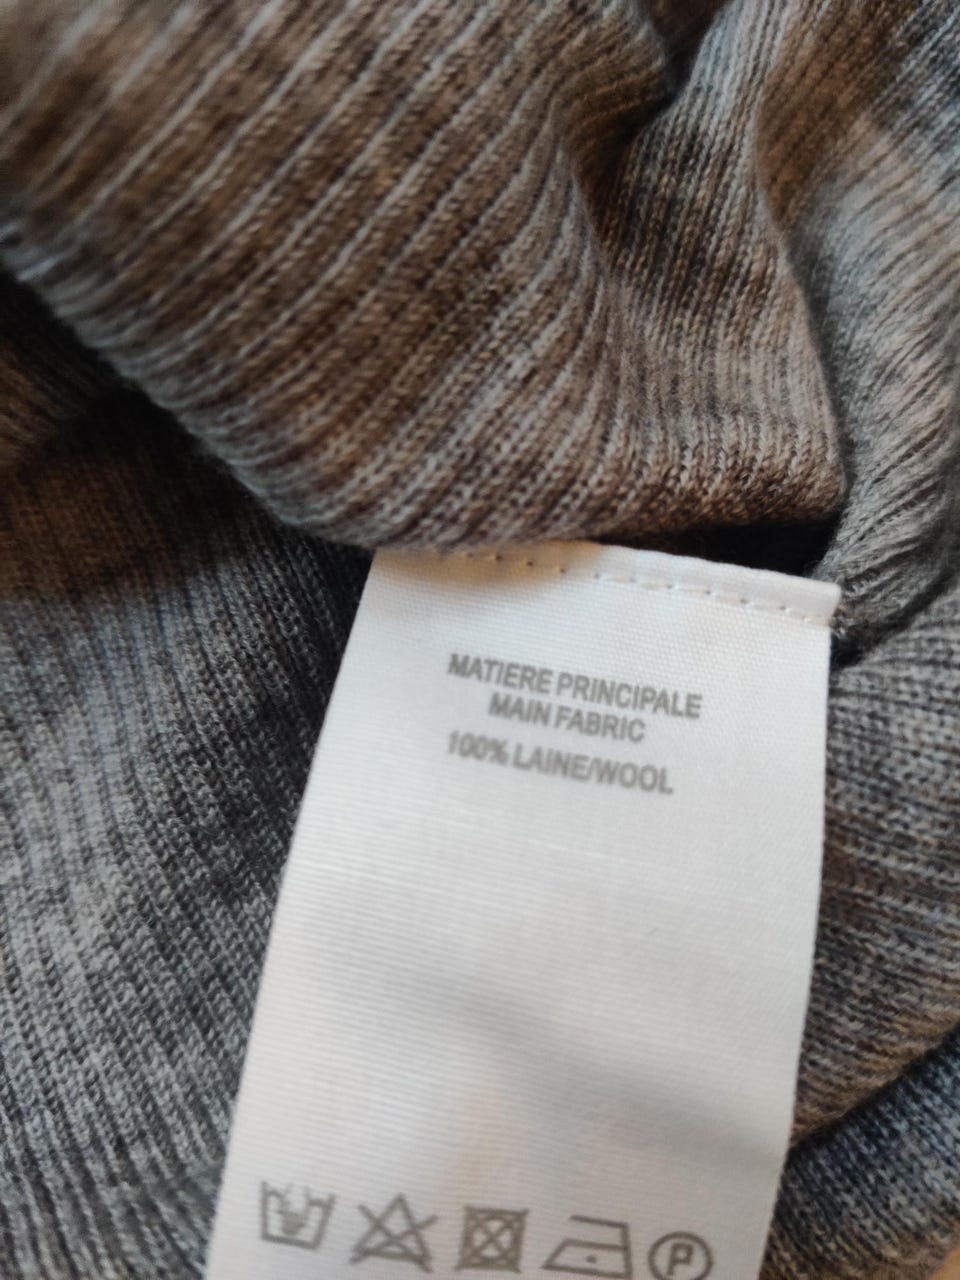 MATIERE PRINCIPALE
MAIN FABRIC
100% LAINE/WOOL
P